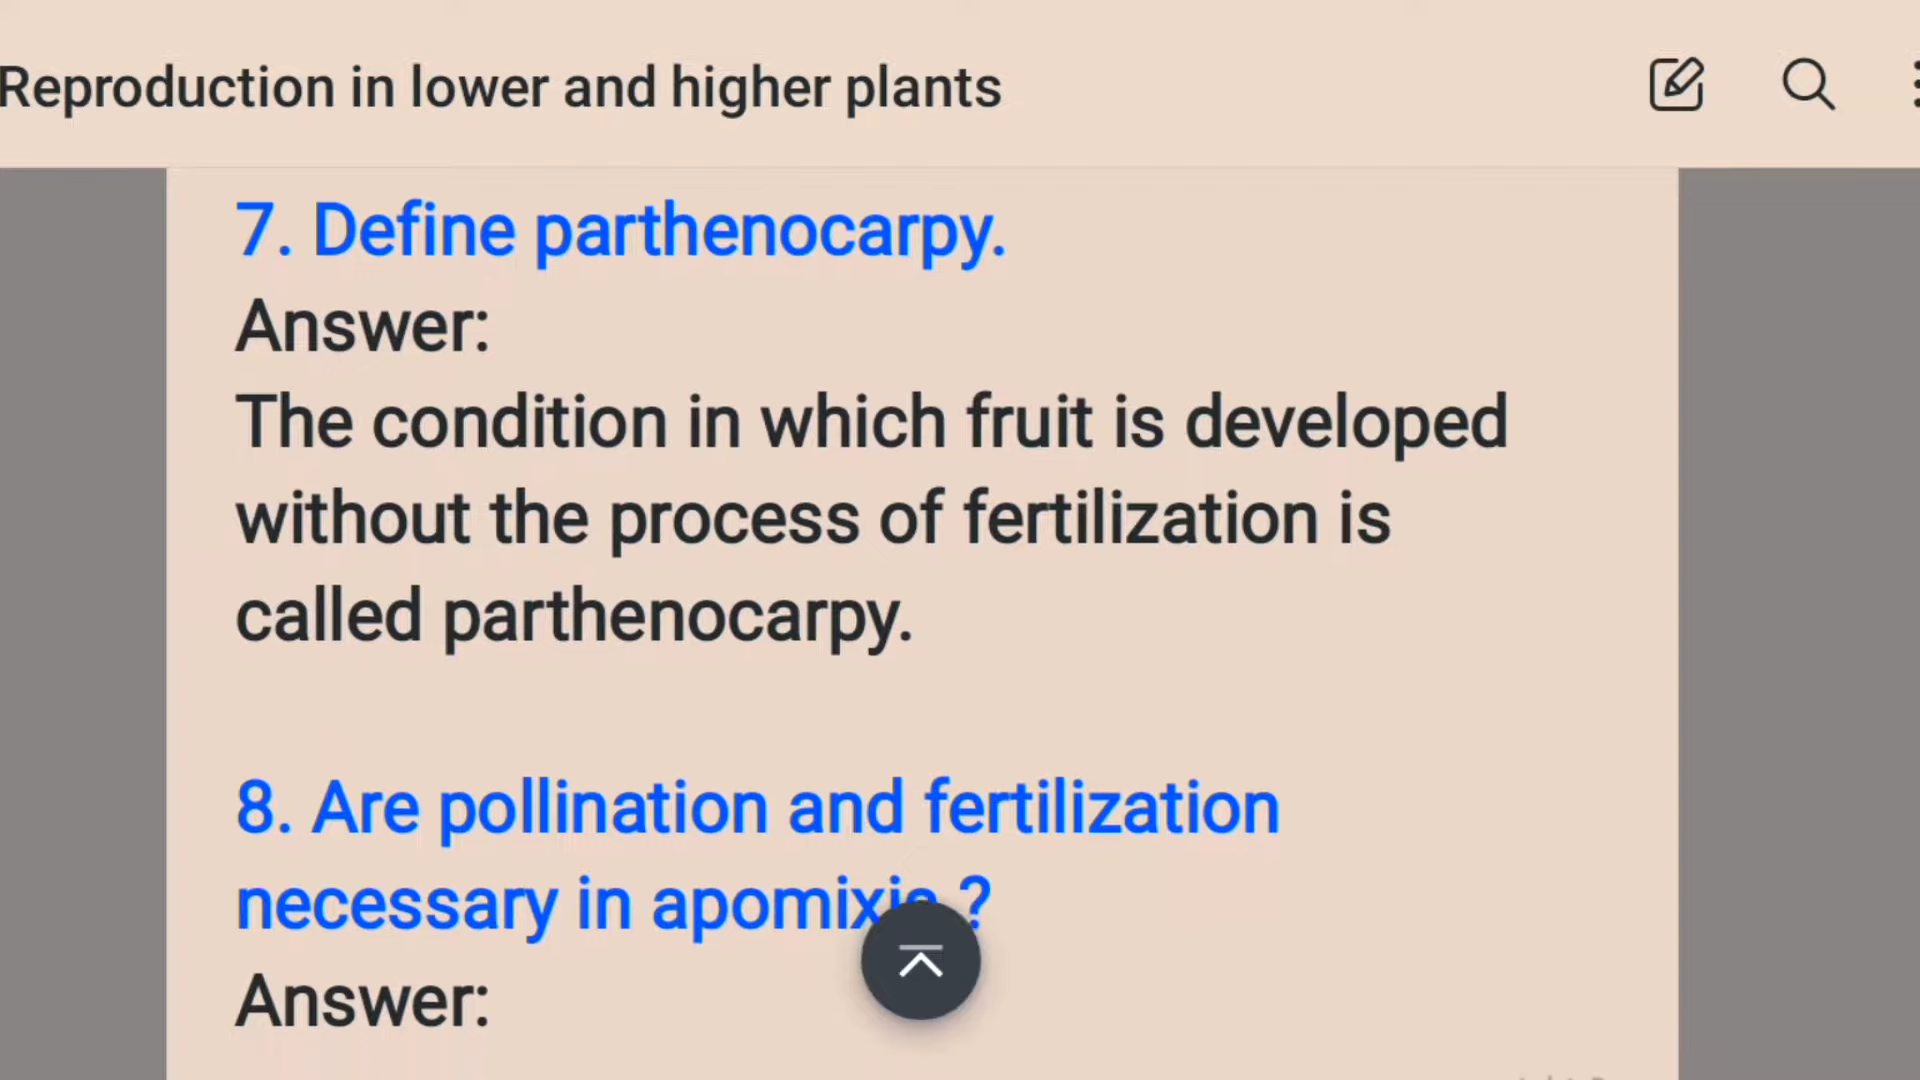 Reproduction in lower and higher plants
7. Define parthenocarpy.
Answer:
The condition in which fruit is developed
without the process of fertilization is
called parthenocarpy.
8. Are pollination and fertilization
necessary in apomixis ?
Answer: